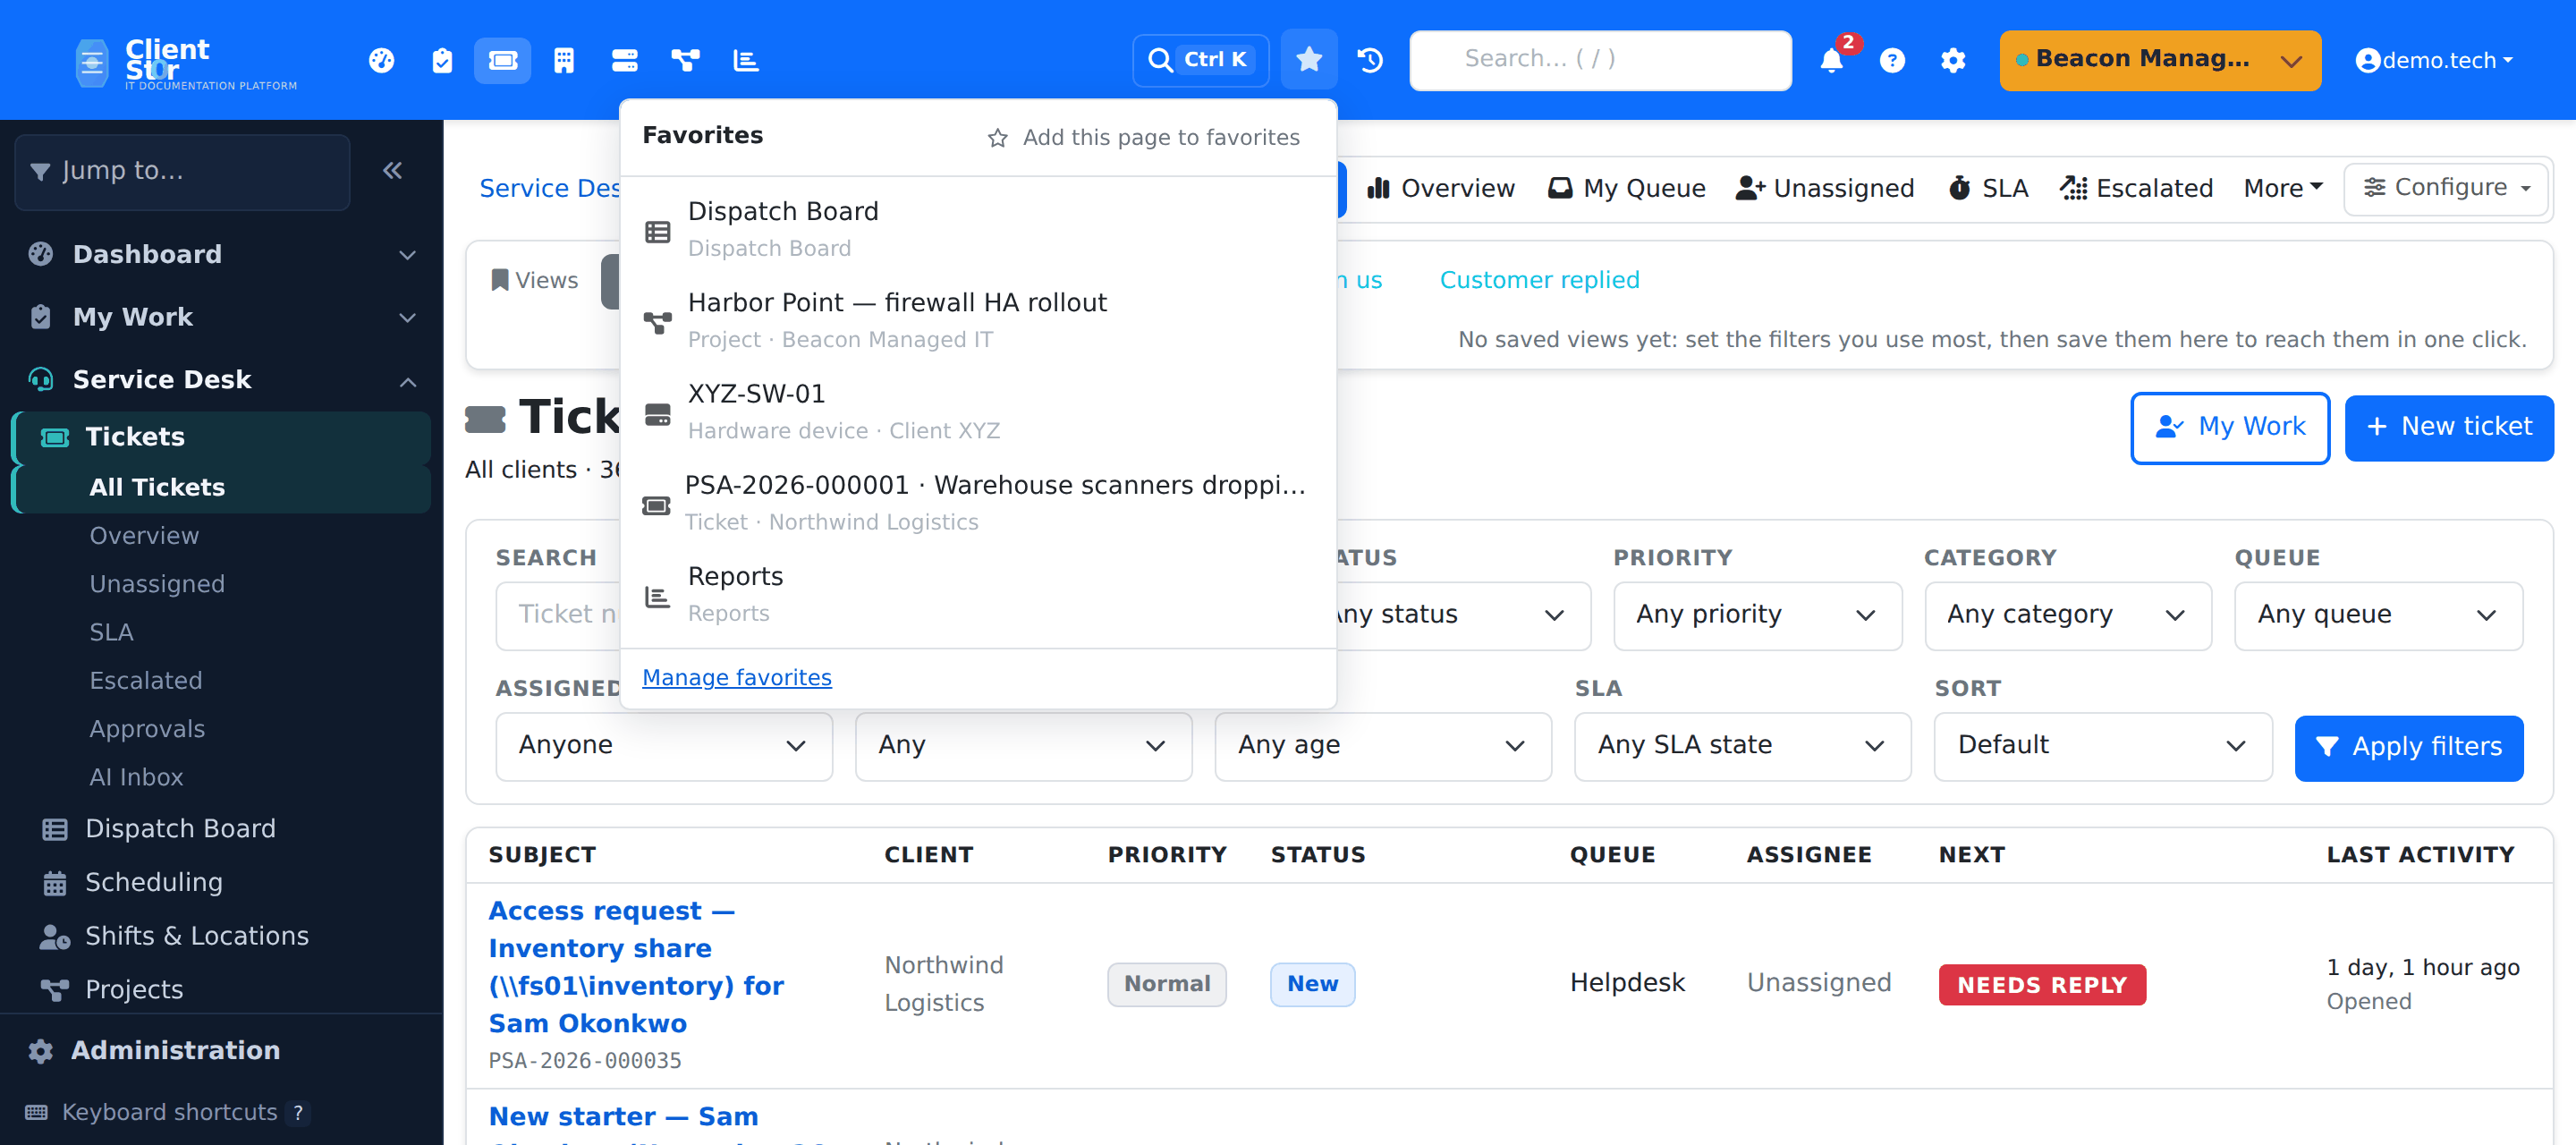 Client
St0r
IT DOCUMENTATION PLATFORM
Ctrl K
Search... ( / )
2
Beacon Manag...
demo.tech
Jump to...
Dashboard
My Work
Service Desk
Tickets
All Tickets
Overview
Unassigned
SLA
Escalated
Approvals
AI Inbox
Dispatch Board
Scheduling
Shifts & Locations
Projects
Administration
Keyboard shortcuts ?
Favorites
Add this page to favorites
Dispatch Board
Dispatch Board
Harbor Point — firewall HA rollout
Project · Beacon Managed IT
XYZ-SW-01
Hardware device · Client XYZ
PSA-2026-000001 · Warehouse scanners droppi...
Ticket · Northwind Logistics
Reports
Reports
Manage favorites
Overview
My Queue
Unassigned
SLA
Escalated
More
Configure
Views
us
Customer replied
No saved views yet: set the filters you use most, then save them here to reach them in one click.
All clients ·
My Work
New ticket
SEARCH
PRIORITY
CATEGORY
QUEUE
Any status
Any priority
Any category
Any queue
ASSIGNED
SLA
SORT
Anyone
Any
Any age
Any SLA state
Default
Apply filters
SUBJECT
CLIENT
PRIORITY
STATUS
QUEUE
ASSIGNEE
NEXT
LAST ACTIVITY
Access request —
Inventory share
(\\fs01\inventory) for
Sam Okonkwo
PSA-2026-000035
Northwind
Logistics
Normal
New
Helpdesk
Unassigned
NEEDS REPLY
1 day, 1 hour ago
Opened
New starter — Sam